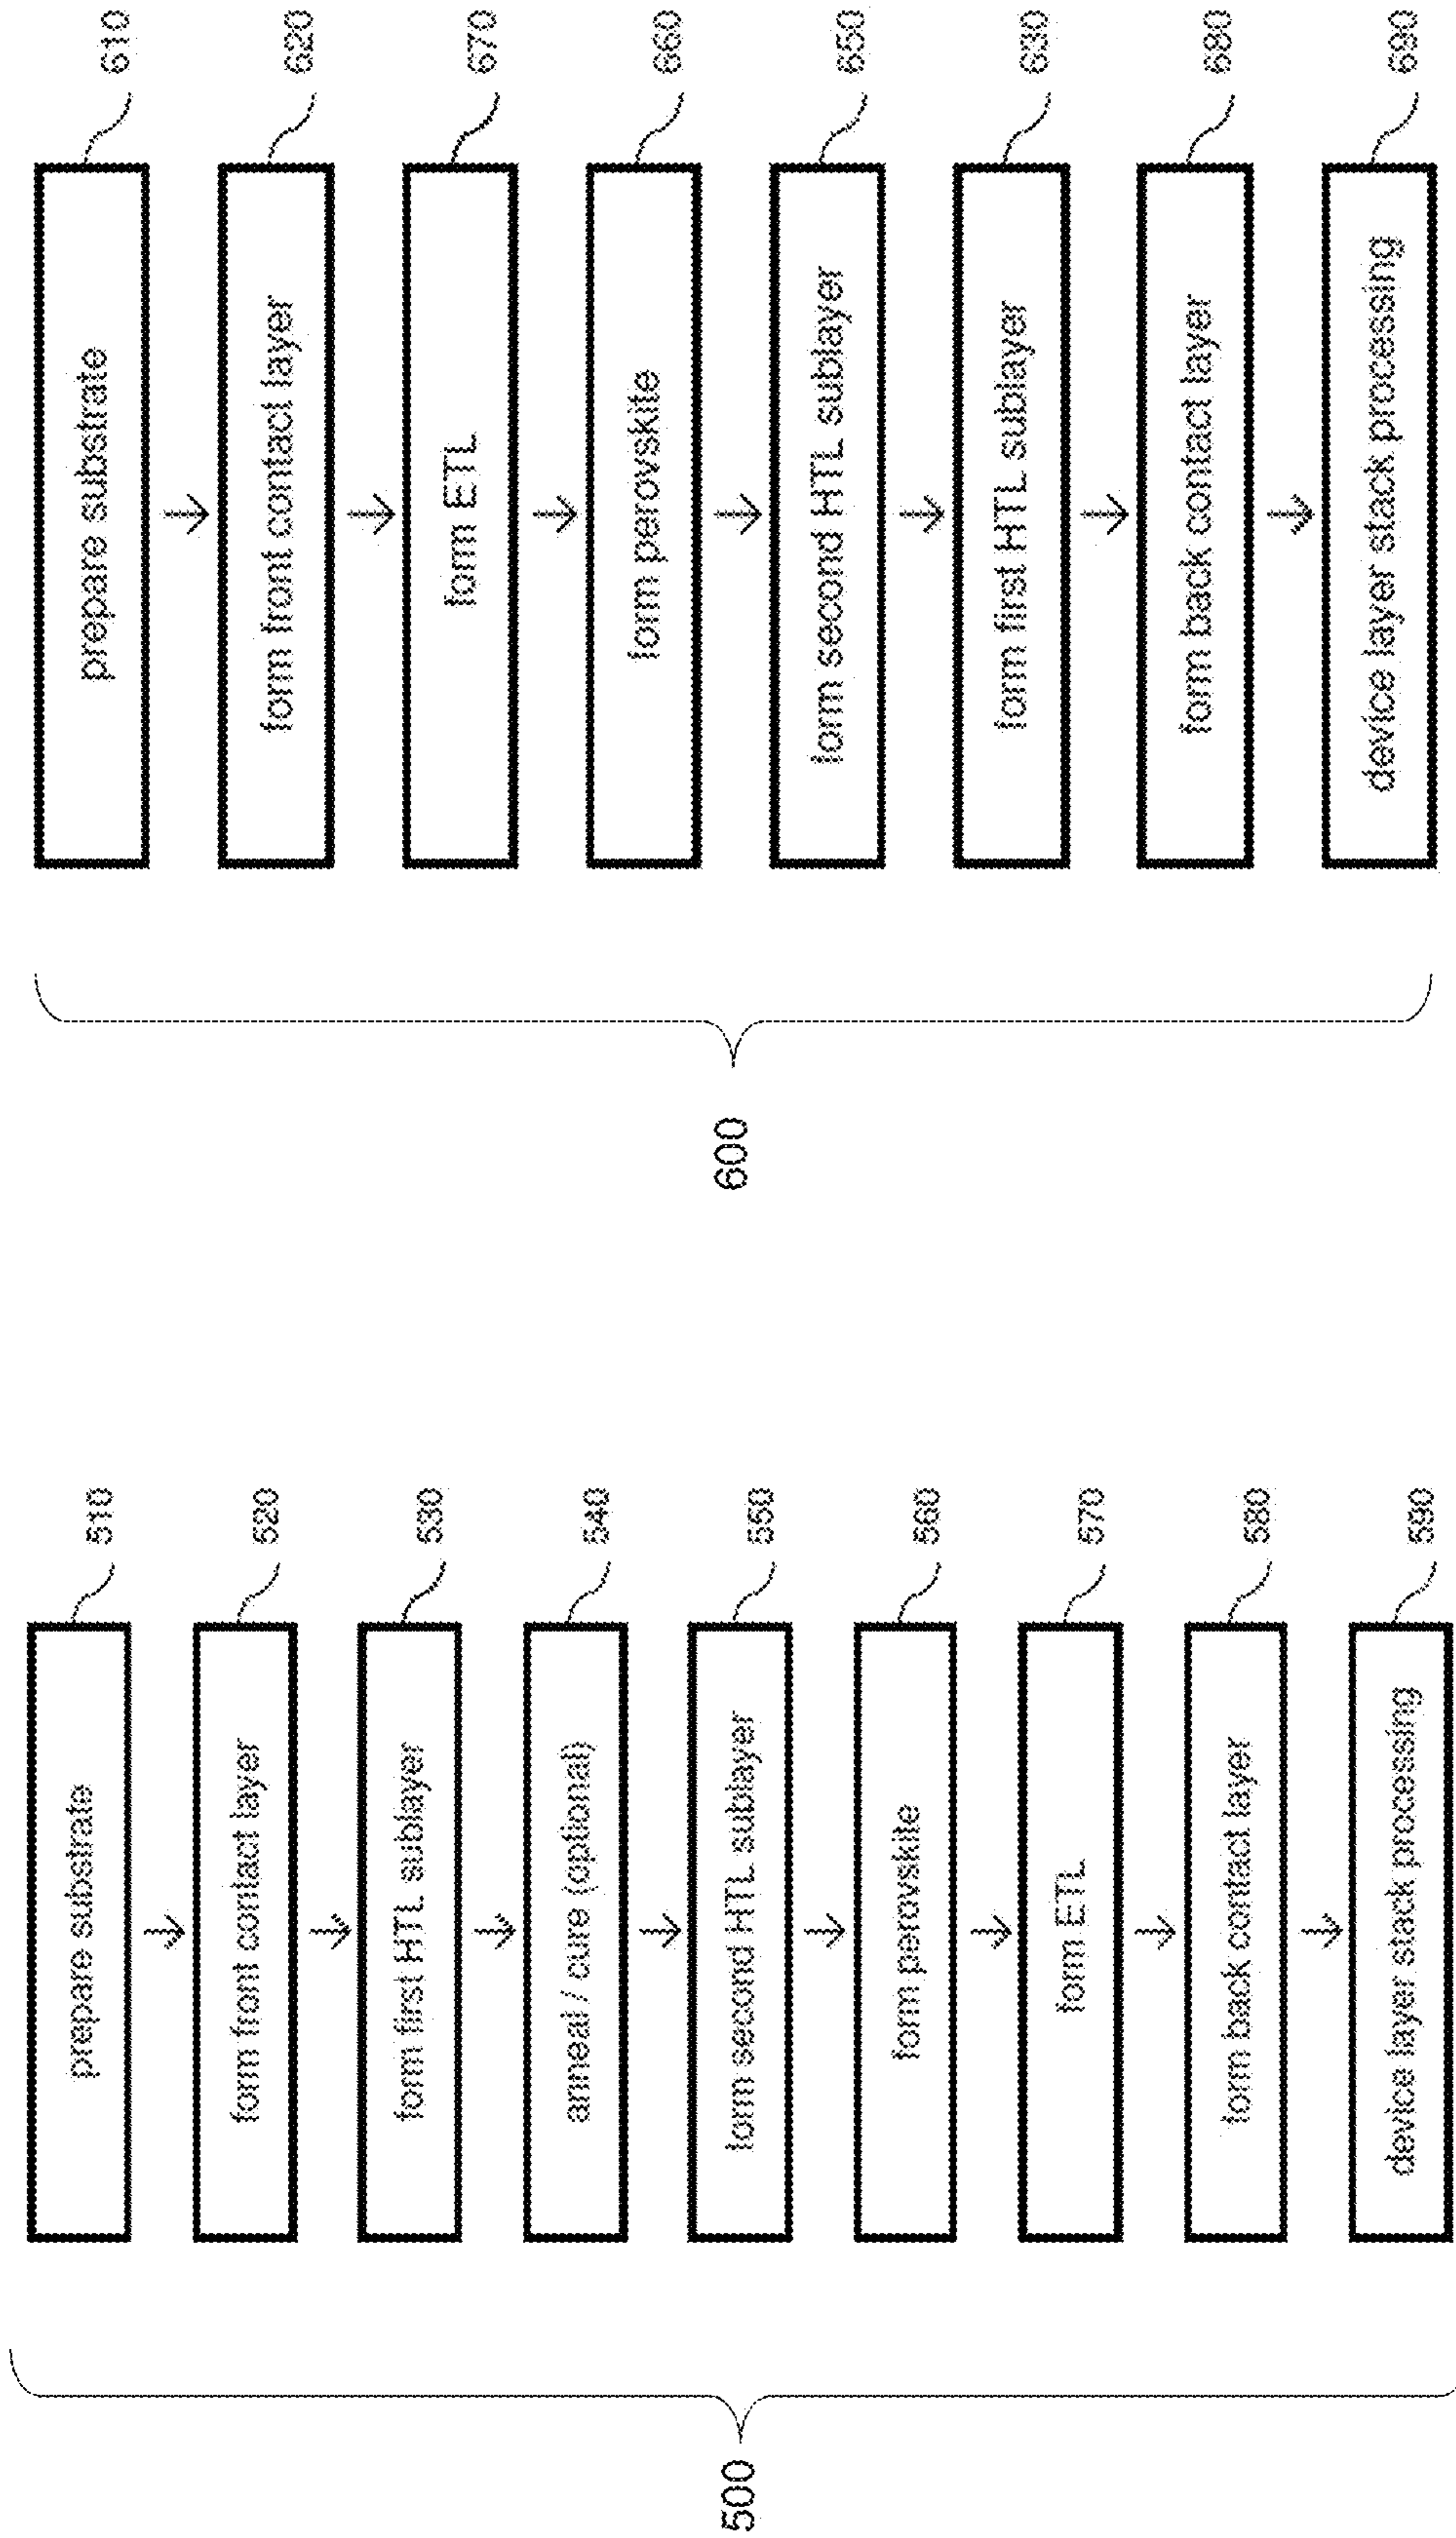 500
prepare substrate
510
form front contact layer
520
form first HTL sublayer
530
anneal / cure (optional)
540
form second HTL sublayer
550
form perovskite
560
form ETL
570
form back contact layer
580
device layer stack processing
590
600
prepare substrate
610
form front contact layer
620
form ETL
670
form perovskite
660
form second HTL sublayer
650
form first HTL sublayer
630
form back contact layer
680
device layer stack processing
690